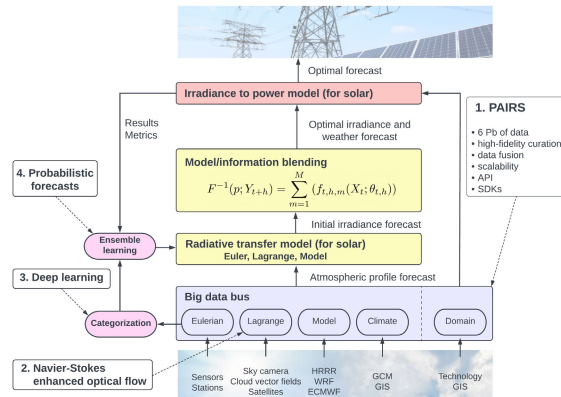 Optimal forecast
Irradiance to power model (for solar)
1. PAIRS
• 6 Pb of data
• high-fidelity curation
• data fusion
• scalability
• API
• SDKs
Results
Metrics
Optimal irradiance and
weather forecast
4. Probabilistic
forecasts
Model/information blending
F^{-1}(p; Y_{t+h}) = \sum_{m=1}^{M} (f_{t,h,m}(X_t; θ_{t,h}))
Initial irradiance forecast
Ensemble
learning
Radiative transfer model (for solar)
Euler, Lagrange, Model
3. Deep learning
Atmospheric profile forecast
Big data bus
Categorization
Eulerian
Lagrange
Model
Climate
Domain
2. Navier-Stokes
enhanced optical flow
Sensors
Stations
Sky camera
Cloud vector fields
Satellites
HRRR
WRF
ECMWF
GCM
GIS
Technology
GIS